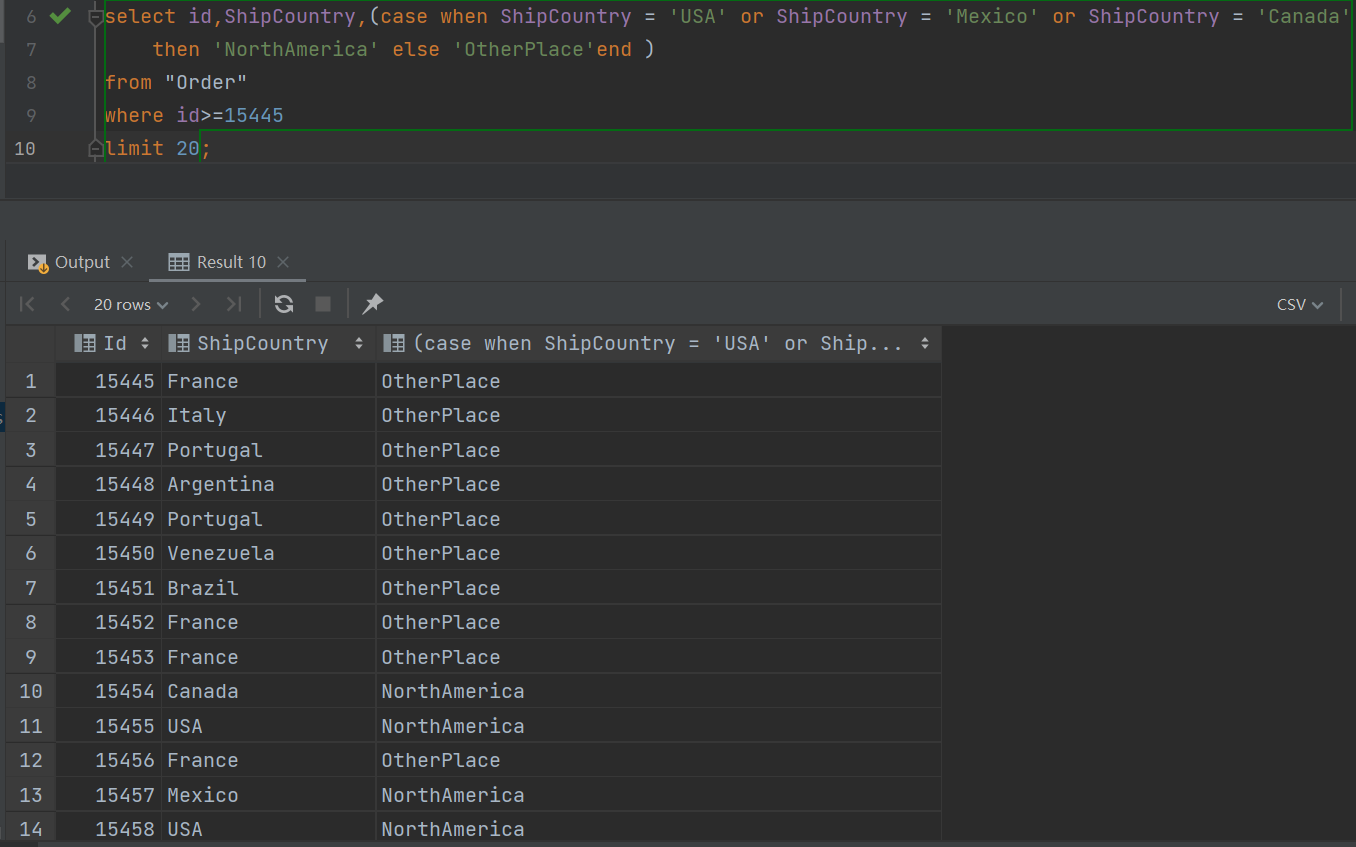 6 select id,ShipCountry,(case when ShipCountry = 'USA' or ShipCountry = 'Mexico' or ShipCountry = 'Canada'
7 then 'NorthAmerica' else 'OtherPlace'end )
8 from "Order"
9 where id>=15445
10 limit 20;
Output Result 10
20 rows CSV
Id ShipCountry (case when ShipCountry = 'USA' or Ship...
1 15445 France OtherPlace
2 15446 Italy OtherPlace
3 15447 Portugal OtherPlace
4 15448 Argentina OtherPlace
5 15449 Portugal OtherPlace
6 15450 Venezuela OtherPlace
7 15451 Brazil OtherPlace
8 15452 France OtherPlace
9 15453 France OtherPlace
10 15454 Canada NorthAmerica
11 15455 USA NorthAmerica
12 15456 France OtherPlace
13 15457 Mexico NorthAmerica
14 15458 USA NorthAmerica